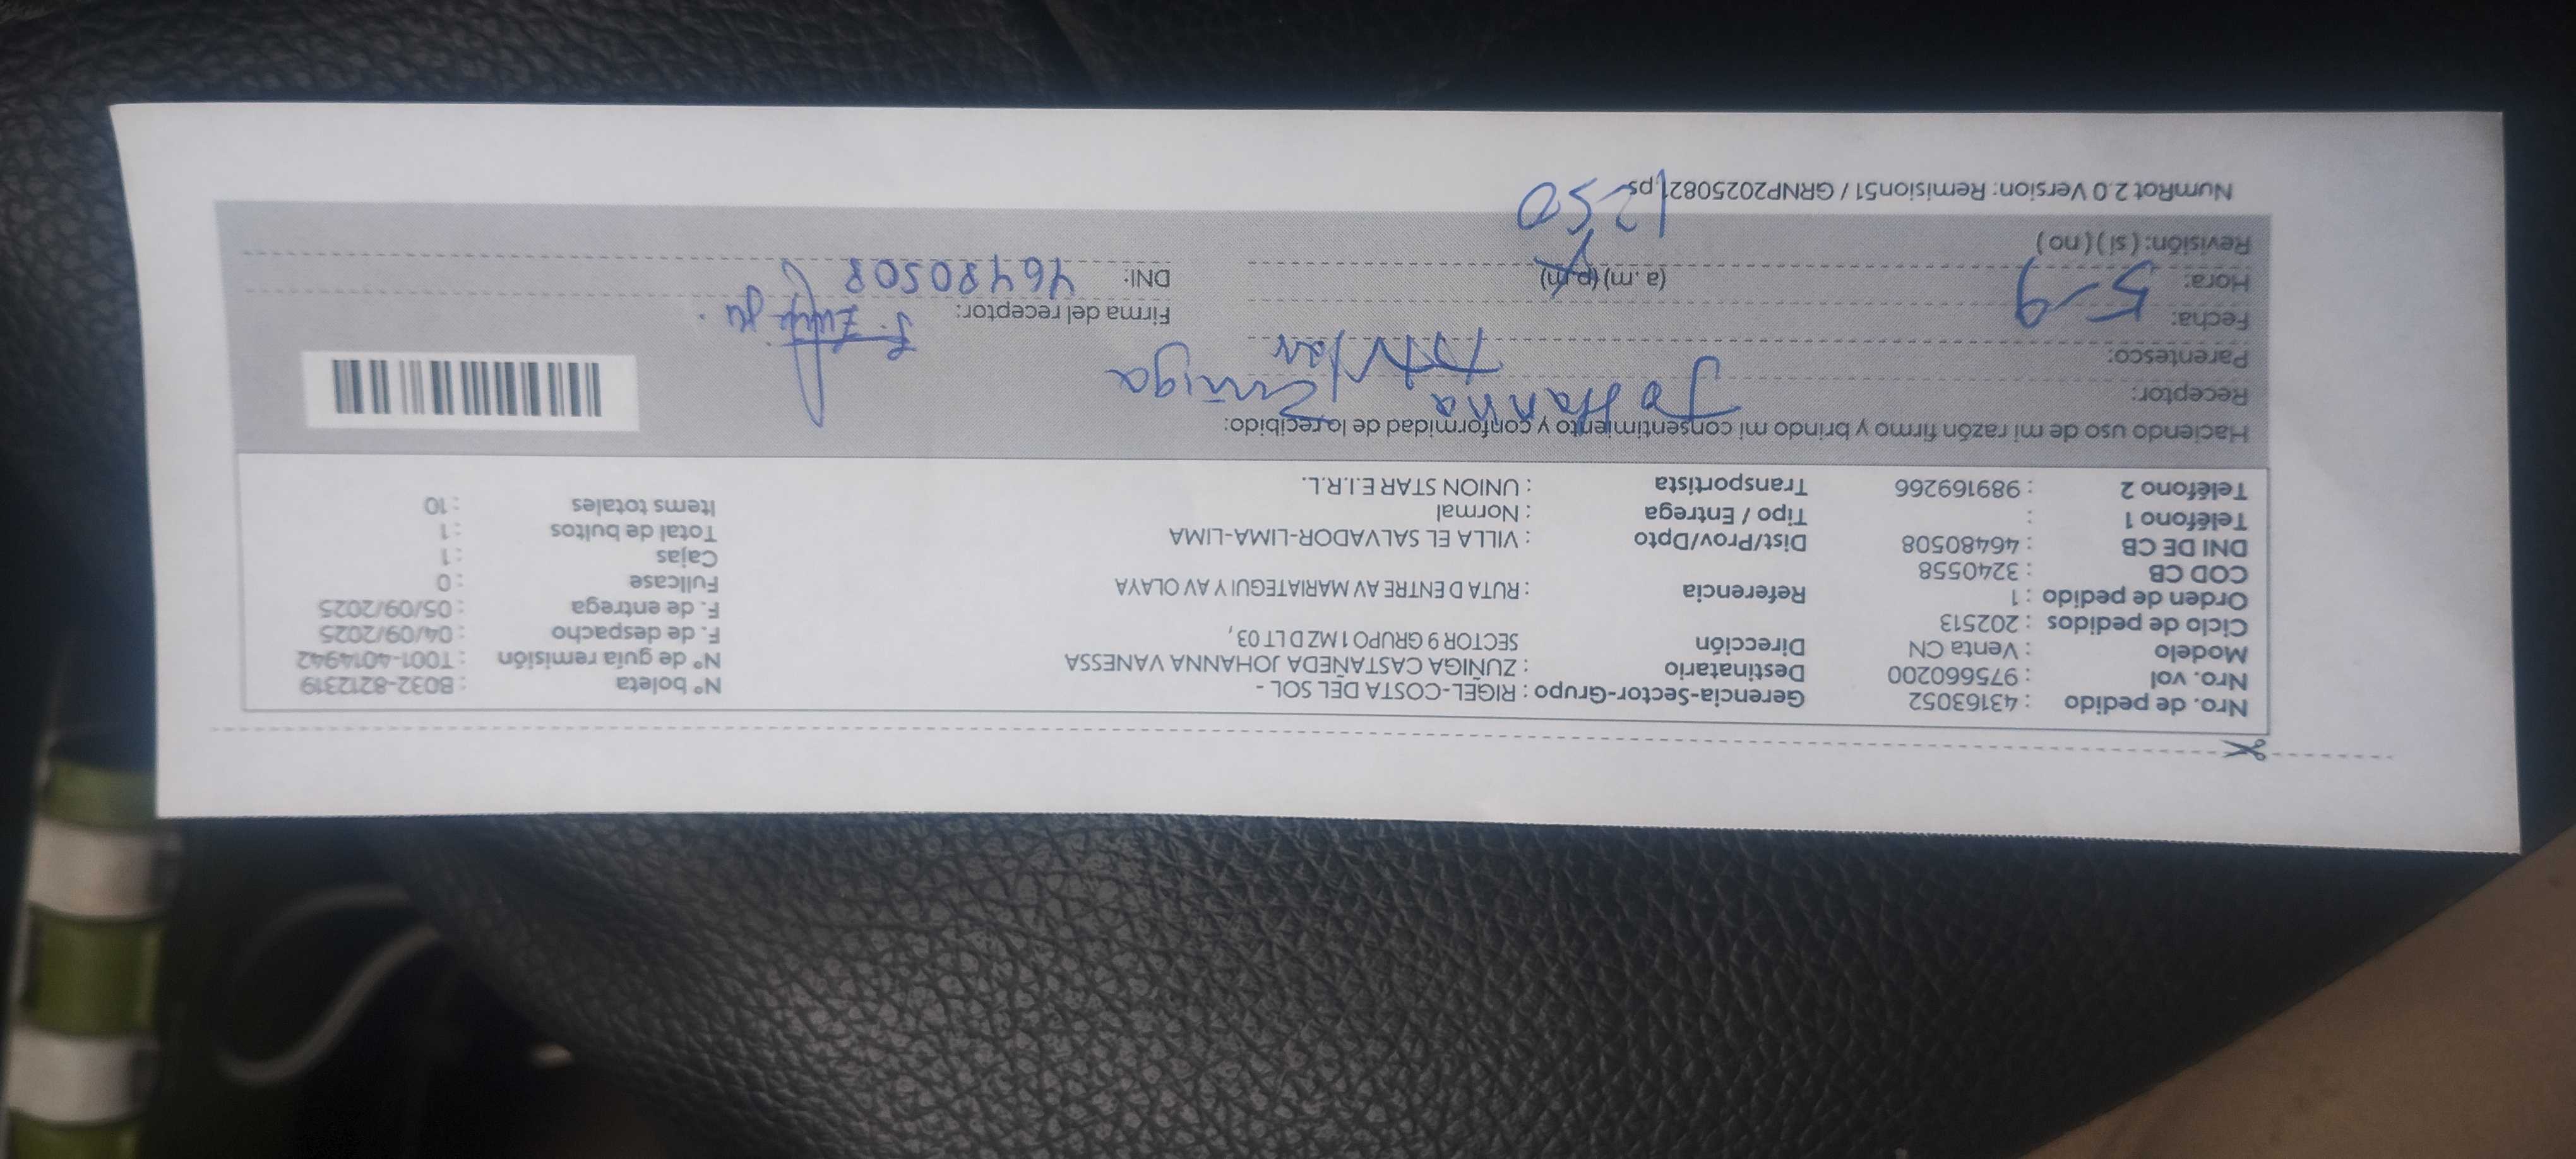 Nro. de pedido : 43163052 Gerencia-Sector-Grupo : RIGEL-COSTA DEL SOL - N° boleta : B032-8212319
Nro. vol : 975660200 Destinatario : ZUÑIGA CASTAÑEDA JOHANNA VANESSA N° de guía remisión : T001-4014942
Modelo : Venta CN Dirección SECTOR 9 GRUPO 1 MZ D LT 03, F. de despacho : 04/09/2025
Ciclo de pedidos : 202513 F. de entrega : 05/09/2025
Orden de pedido : 1 Referencia : RUTA D ENTRE AV MARIATEGUI Y AV OLAYA Fullcase : 0
COD CB : 3240558 Cajas : 1
DNI DE CB : 46480508 Dist/Prov/Dpto : VILLA EL SALVADOR-LIMA-LIMA Total de bultos : 1
Teléfono 1 : Tipo / Entrega : Normal Items totales : 10
Teléfono 2 : 989169266 Transportista : UNION STAR E.I.R.L.
Haciendo uso de mi razón firmo y brindo mi consentimiento y conformidad de lo recibido:
Receptor: JoHanna Zuñiga
Parentesco: Titular
Fecha: 5-9 Firma del receptor:
Hora: (a.m) (p.m) DNI: 46480508
Revisión: ( si ) ( no ) 1250
NumRot 2.0 Version: Remision51 / GRNP20250821.ps